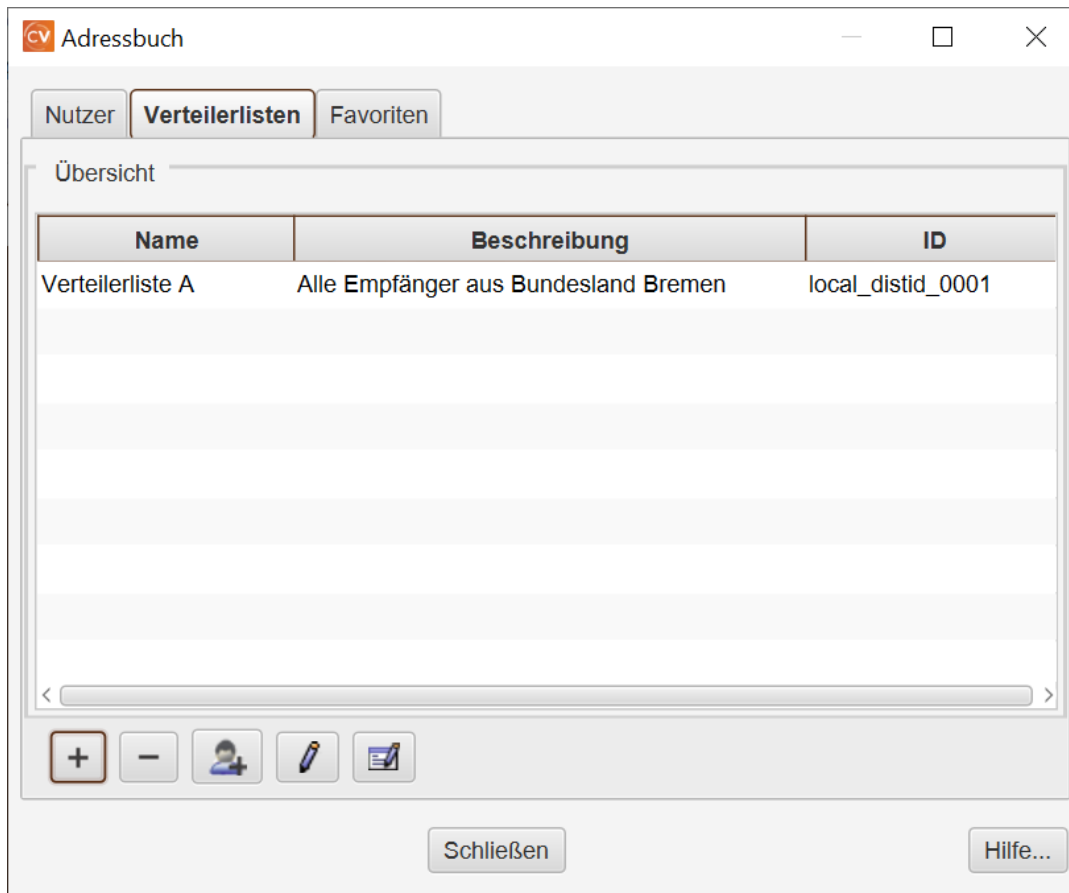 CV Adressbuch
Nutzer Verteilerlisten Favoriten
Übersicht
Name Beschreibung ID
Verteilerliste A Alle Empfänger aus Bundesland Bremen local_distid_0001
Schließen Hilfe...